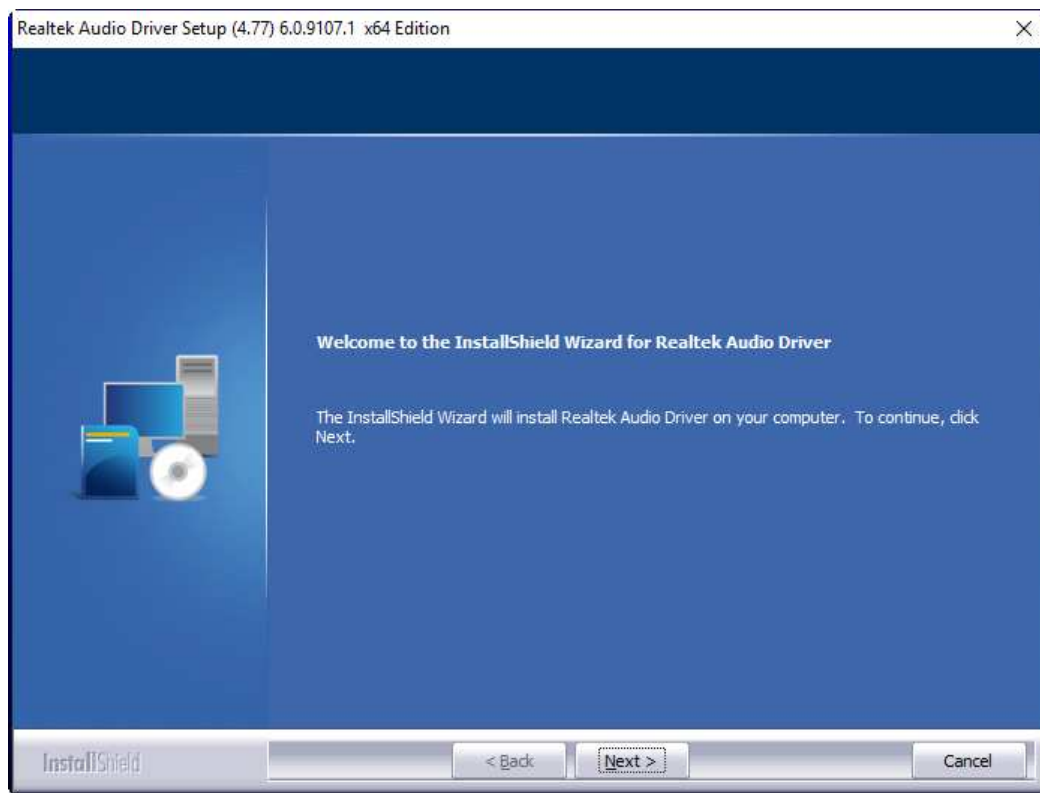 Realtek Audio Driver Setup (4.77) 6.0.9107.1 x64 Edition
Welcome to the InstallShield Wizard for Realtek Audio Driver
The InstallShield Wizard will install Realtek Audio Driver on your computer. To continue, click
Next.
InstallShield
< Back
Next >
Cancel